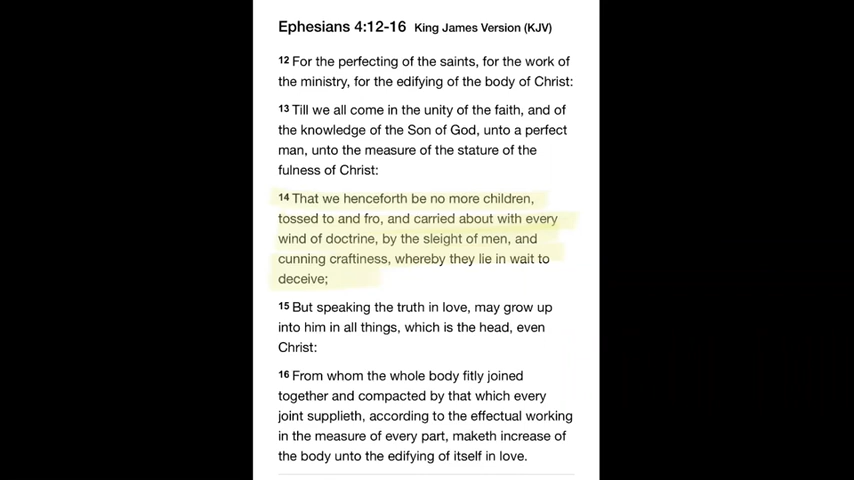 Ephesians 4:12-16 King James Version (KJV)
12 For the perfecting of the saints, for the work of
the ministry, for the edifying of the body of Christ:
13 Till we all come in the unity of the faith, and of
the knowledge of the Son of God, unto a perfect
man, unto the measure of the stature of the
fulness of Christ:
14 That we henceforth be no more children,
tossed to and fro, and carried about with every
wind of doctrine, by the sleight of men, and
cunning craftiness, whereby they lie in wait to
deceive;
15 But speaking the truth in love, may grow up
into him in all things, which is the head, even
Christ:
16 From whom the whole body fitly joined
together and compacted by that which every
joint supplieth, according to the effectual working
in the measure of every part, maketh increase of
the body unto the edifying of itself in love.